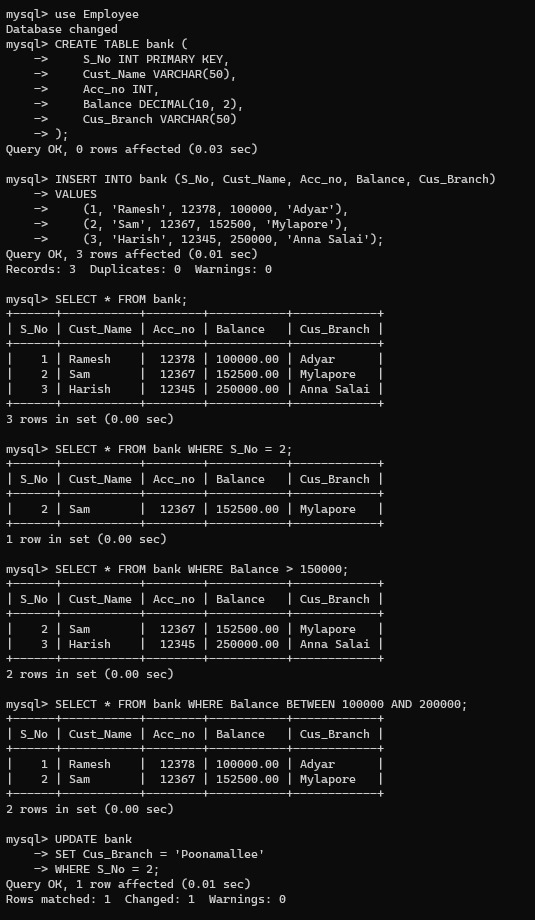 mysql> use Employee
Database changed
mysql> CREATE TABLE bank (
    ->     S_No INT PRIMARY KEY,
    ->     Cust_Name VARCHAR(50),
    ->     Acc_no INT,
    ->     Balance DECIMAL(10, 2),
    ->     Cus_Branch VARCHAR(50)
    -> );
Query OK, 0 rows affected (0.03 sec)

mysql> INSERT INTO bank (S_No, Cust_Name, Acc_no, Balance, Cus_Branch)
    -> VALUES
    ->     (1, 'Ramesh', 12378, 100000, 'Adyar'),
    ->     (2, 'Sam', 12367, 152500, 'Mylapore'),
    ->     (3, 'Harish', 12345, 250000, 'Anna Salai');
Query OK, 3 rows affected (0.01 sec)
Records: 3  Duplicates: 0  Warnings: 0

mysql> SELECT * FROM bank;
+------+-----------+--------+-----------+------------+
| S_No | Cust_Name | Acc_no | Balance   | Cus_Branch |
+------+-----------+--------+-----------+------------+
|    1 | Ramesh    |  12378 | 100000.00 | Adyar      |
|    2 | Sam       |  12367 | 152500.00 | Mylapore   |
|    3 | Harish    |  12345 | 250000.00 | Anna Salai |
+------+-----------+--------+-----------+------------+
3 rows in set (0.00 sec)

mysql> SELECT * FROM bank WHERE S_No = 2;
+------+-----------+--------+-----------+------------+
| S_No | Cust_Name | Acc_no | Balance   | Cus_Branch |
+------+-----------+--------+-----------+------------+
|    2 | Sam       |  12367 | 152500.00 | Mylapore   |
+------+-----------+--------+-----------+------------+
1 row in set (0.00 sec)

mysql> SELECT * FROM bank WHERE Balance > 150000;
+------+-----------+--------+-----------+------------+
| S_No | Cust_Name | Acc_no | Balance   | Cus_Branch |
+------+-----------+--------+-----------+------------+
|    2 | Sam       |  12367 | 152500.00 | Mylapore   |
|    3 | Harish    |  12345 | 250000.00 | Anna Salai |
+------+-----------+--------+-----------+------------+
2 rows in set (0.00 sec)

mysql> SELECT * FROM bank WHERE Balance BETWEEN 100000 AND 200000;
+------+-----------+--------+-----------+------------+
| S_No | Cust_Name | Acc_no | Balance   | Cus_Branch |
+------+-----------+--------+-----------+------------+
|    1 | Ramesh    |  12378 | 100000.00 | Adyar      |
|    2 | Sam       |  12367 | 152500.00 | Mylapore   |
+------+-----------+--------+-----------+------------+
2 rows in set (0.00 sec)

mysql> UPDATE bank
    -> SET Cus_Branch = 'Poonamallee'
    -> WHERE S_No = 2;
Query OK, 1 row affected (0.01 sec)
Rows matched: 1  Changed: 1  Warnings: 0